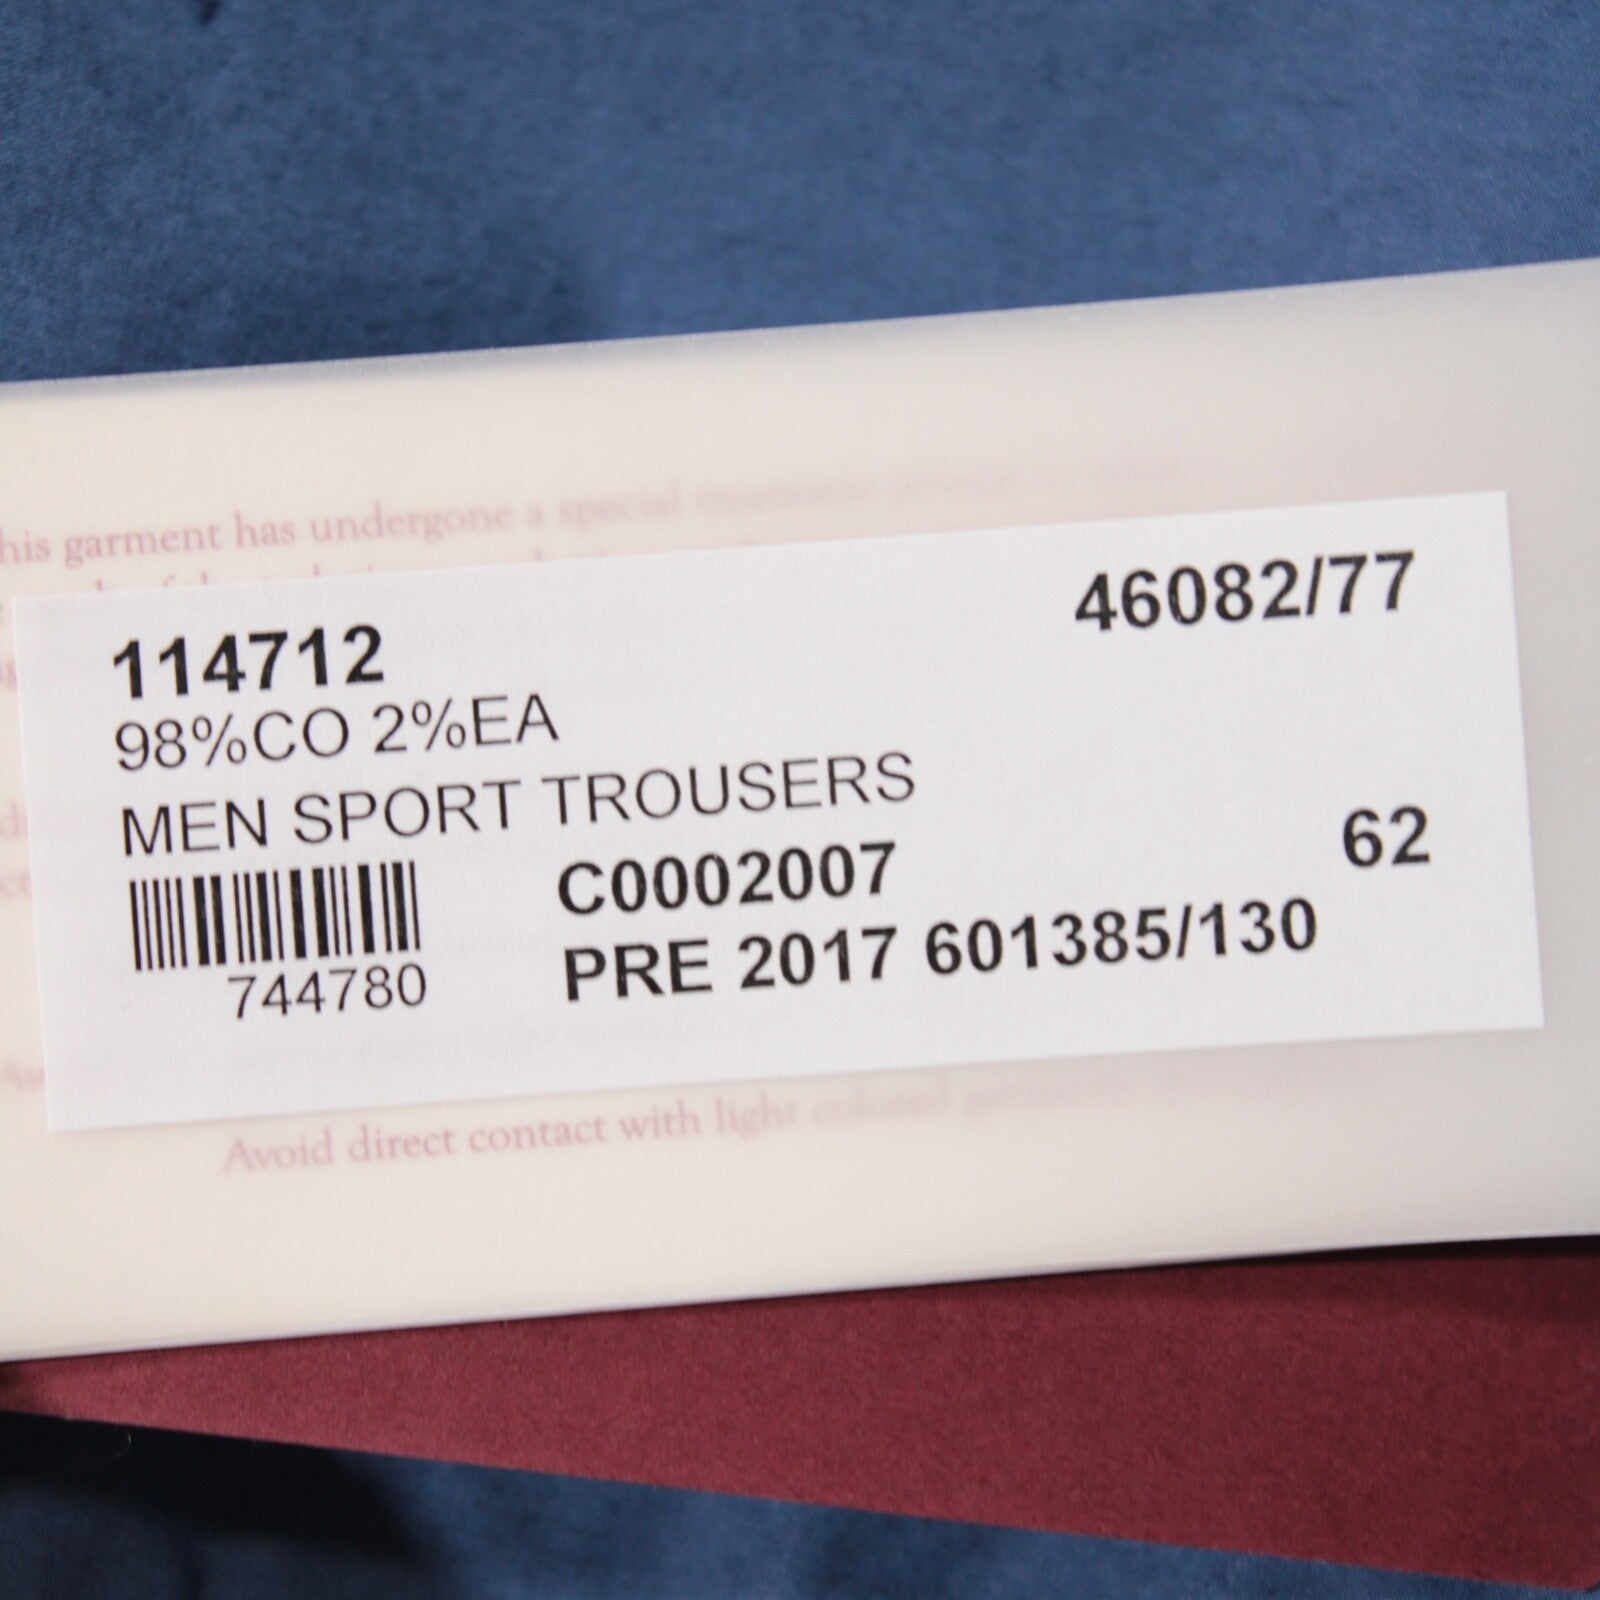 his garment has undergone a special treatment
114712
46082/77
98%CO 2%EA
MEN SPORT TROUSERS
C0002007
62
744780
PRE 2017 601385/130
Avoid direct contact with light colored